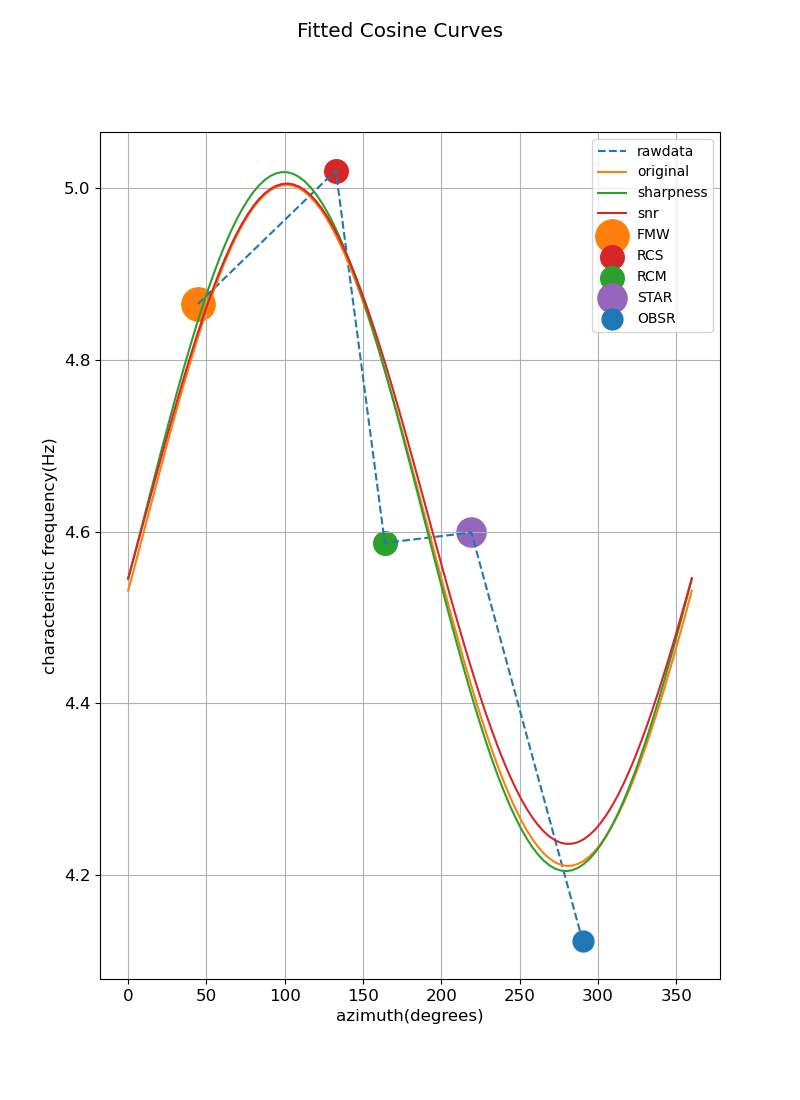 Fitted Cosine Curves
rawdata
original
sharpness
snr
FMW
RCS
RCM
STAR
OBSR
5.0
4.8
4.6
4.4
4.2
characteristic frequency(Hz)
0 50 100 150 200 250 300 350
azimuth(degrees)